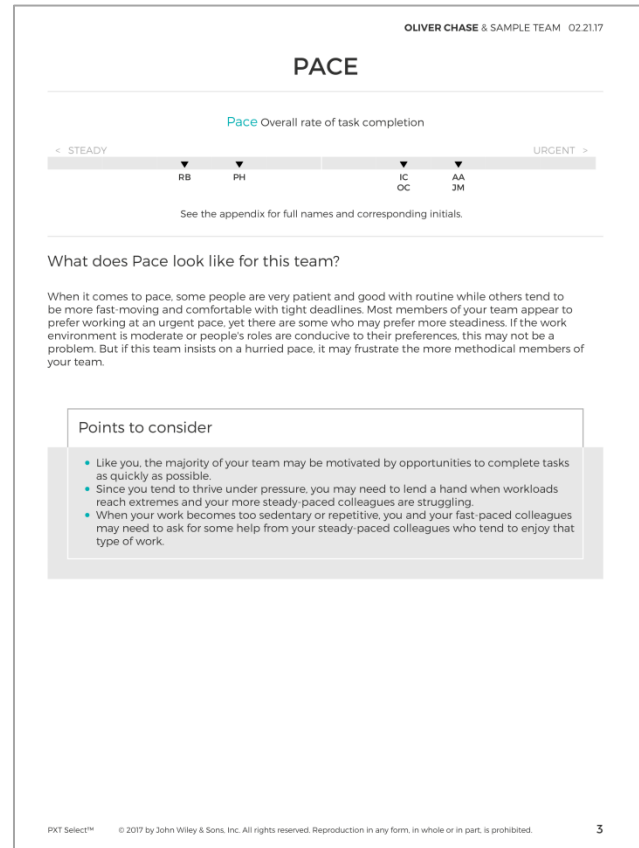 OLIVER CHASE & SAMPLE TEAM 02.21.17
PACE
Pace Overall rate of task completion
< STEADY URGENT >
RB PH IC AA
OC JM
See the appendix for full names and corresponding initials.
What does Pace look like for this team?
When it comes to pace, some people are very patient and good with routine while others tend to
be more fast-moving and comfortable with tight deadlines. Most members of your team appear to
prefer working at an urgent pace, yet there are some who may prefer more steadiness. If the work
environment is moderate or people's roles are conducive to their preferences, this may not be a
problem. But if this team insists on a hurried pace, it may frustrate the more methodical members of
your team.
Points to consider
• Like you, the majority of your team may be motivated by opportunities to complete tasks
as quickly as possible.
• Since you tend to thrive under pressure, you may need to lend a hand when workloads
reach extremes and your more steady-paced colleagues are struggling.
• When your work becomes too sedentary or repetitive, you and your fast-paced colleagues
may need to ask for some help from your steady-paced colleagues who tend to enjoy that
type of work.
PXT Select™ © 2017 by John Wiley & Sons, Inc. All rights reserved. Reproduction in any form, in whole or in part, is prohibited. 3